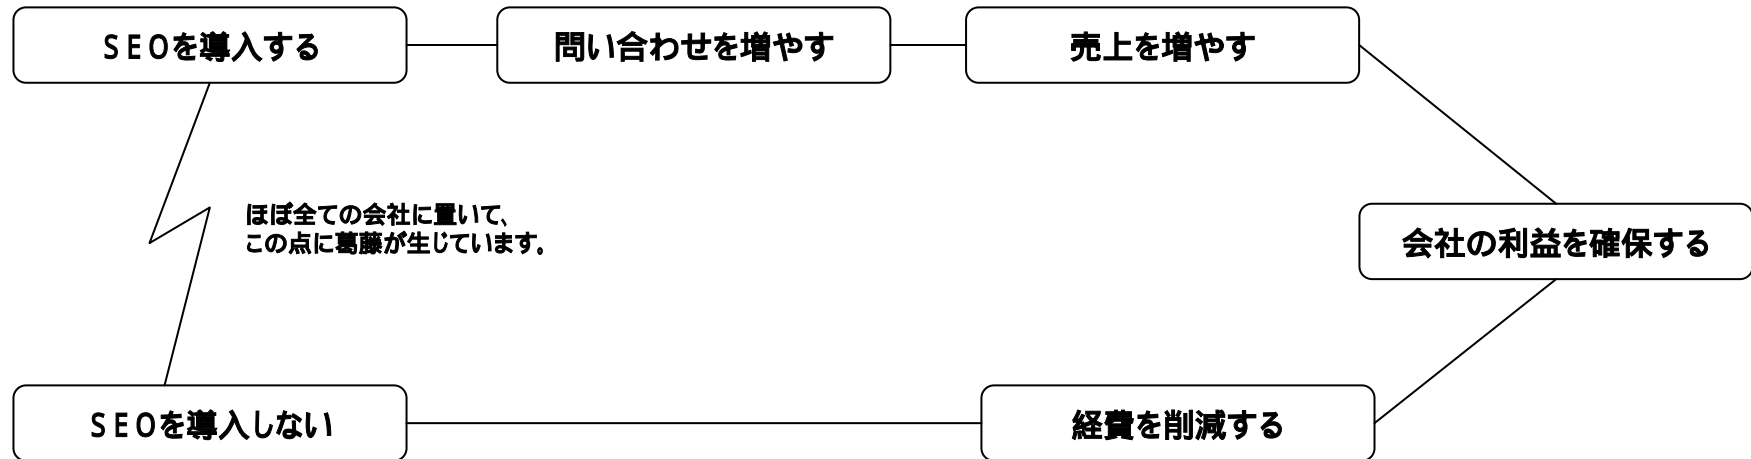 SEOを導入する
問い合わせを増やす
売上を増やす
ほぼ全ての会社に置いて、
この点に葛藤が生じています。
会社の利益を確保する
SEOを導入しない
経費を削減する